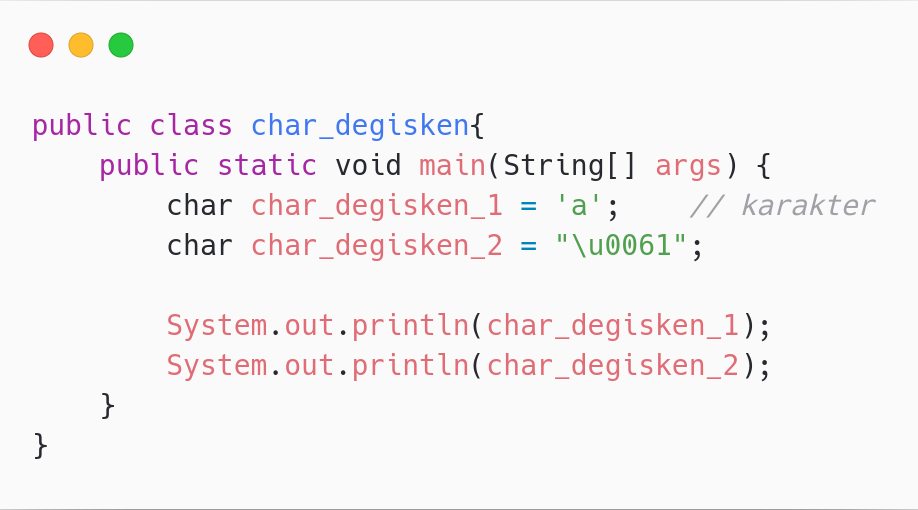 public class char_degisken{
    public static void main(String[] args) {
        char char_degisken_1 = 'a';    // karakter
        char char_degisken_2 = "\u0061";

        System.out.println(char_degisken_1);
        System.out.println(char_degisken_2);
    }
}